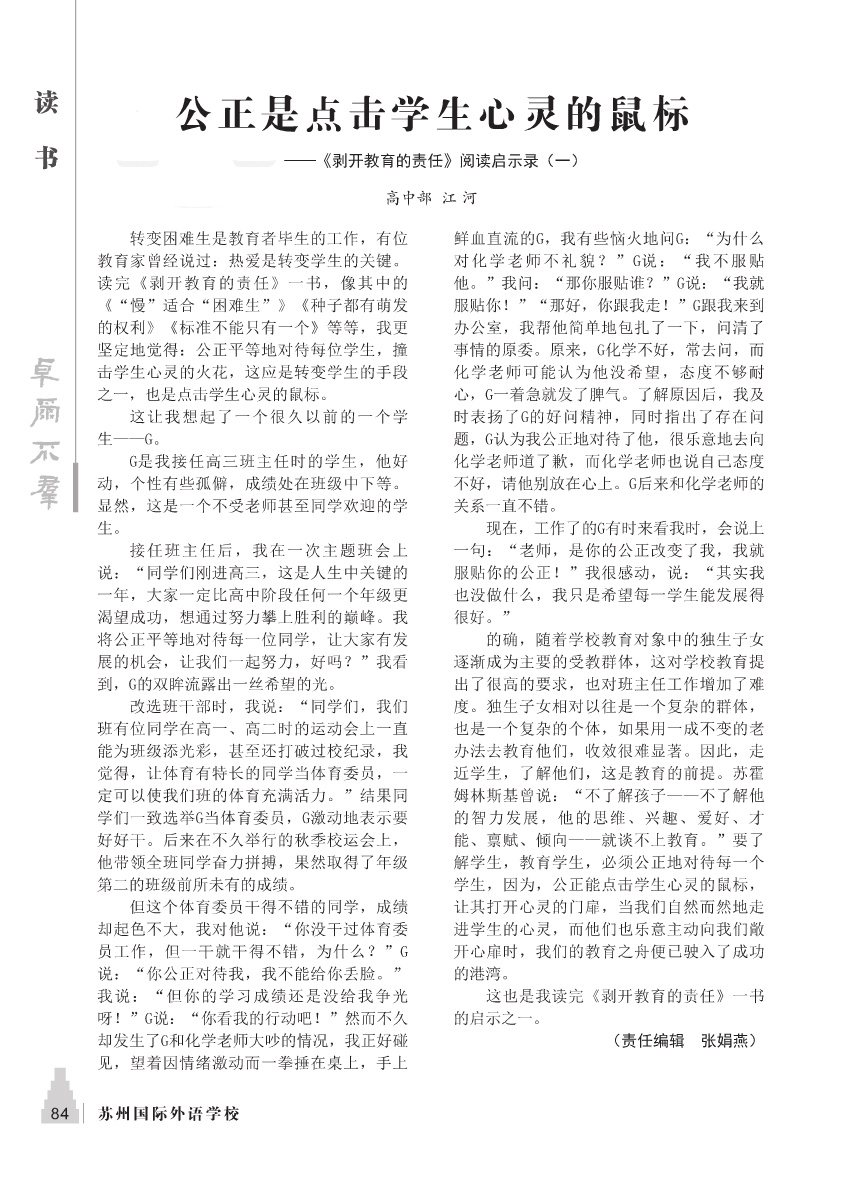 读
书
卓尔不群
公正是点击学生心灵的鼠标
——《剥开教育的责任》阅读启示录（一）
高中部 江 河
转变困难生是教育者毕生的工作，有位
教育家曾经说过：热爱是转变学生的关键。
读完《剥开教育的责任》一书，像其中的
《“慢”适合“困难生”》《种子都有萌发
的权利》《标准不能只有一个》等等，我更
坚定地觉得：公正平等地对待每位学生，撞
击学生心灵的火花，这应是转变学生的手段
之一，也是点击学生心灵的鼠标。
这让我想起了一个很久以前的一个学
生——G。
G是我接任高三班主任时的学生，他好
动，个性有些孤僻，成绩处在班级中下等。
显然，这是一个不受老师甚至同学欢迎的学
生。
接任班主任后，我在一次主题班会上
说：“同学们刚进高三，这是人生中关键的
一年，大家一定比高中阶段任何一个年级更
渴望成功，想通过努力攀上胜利的巅峰。我
将公正平等地对待每一位同学，让大家有发
展的机会，让我们一起努力，好吗？”我看
到，G的双眸流露出一丝希望的光。
改选班干部时，我说：“同学们，我们
班有位同学在高一、高二时的运动会上一直
能为班级添光彩，甚至还打破过校纪录，我
觉得，让体育有特长的同学当体育委员，一
定可以使我们班的体育充满活力。”结果同
学们一致选举G当体育委员，G激动地表示要
好好干。后来在不久举行的秋季校运会上，
他带领全班同学奋力拼搏，果然取得了年级
第二的班级前所未有的成绩。
但这个体育委员干得不错的同学，成绩
却起色不大，我对他说：“你没干过体育委
员工作，但一干就干得不错，为什么？”G
说：“你公正对待我，我不能给你丢脸。”
我说：“但你的学习成绩还是没给我争光
呀！”G说：“你看我的行动吧！”然而不久
却发生了G和化学老师大吵的情况，我正好碰
见，望着因情绪激动而一拳捶在桌上，手上
鲜血直流的G，我有些恼火地问G：“为什么
对化学老师不礼貌？”G说：“我不服贴
他。”我问：“那你服贴谁？”G说：“我就
服贴你！”“那好，你跟我走！”G跟我来到
办公室，我帮他简单地包扎了一下，问清了
事情的原委。原来，G化学不好，常去问，而
化学老师可能认为他没希望，态度不够耐
心，G一着急就发了脾气。了解原因后，我及
时表扬了G的好问精神，同时指出了存在问
题，G认为我公正地对待了他，很乐意地去向
化学老师道了歉，而化学老师也说自己态度
不好，请他别放在心上。G后来和化学老师的
关系一直不错。
现在，工作了的G有时来看我时，会说上
一句：“老师，是你的公正改变了我，我就
服贴你的公正！”我很感动，说：“其实我
也没做什么，我只是希望每一学生能发展得
很好。”
的确，随着学校教育对象中的独生子女
逐渐成为主要的受教群体，这对学校教育提
出了很高的要求，也对班主任工作增加了难
度。独生子女相对以往是一个复杂的群体，
也是一个复杂的个体，如果用一成不变的老
办法去教育他们，收效很难显著。因此，走
近学生，了解他们，这是教育的前提。苏霍
姆林斯基曾说：“不了解孩子——不了解他
的智力发展，他的思维、兴趣、爱好、才
能、禀赋、倾向——就谈不上教育。”要了
解学生，教育学生，必须公正地对待每一个
学生，因为，公正能点击学生心灵的鼠标，
让其打开心灵的门扉，当我们自然而然地走
进学生的心灵，而他们也乐意主动向我们敞
开心扉时，我们的教育之舟便已驶入了成功
的港湾。
这也是我读完《剥开教育的责任》一书
的启示之一。
（责任编辑 张娟燕）
84 苏州国际外语学校